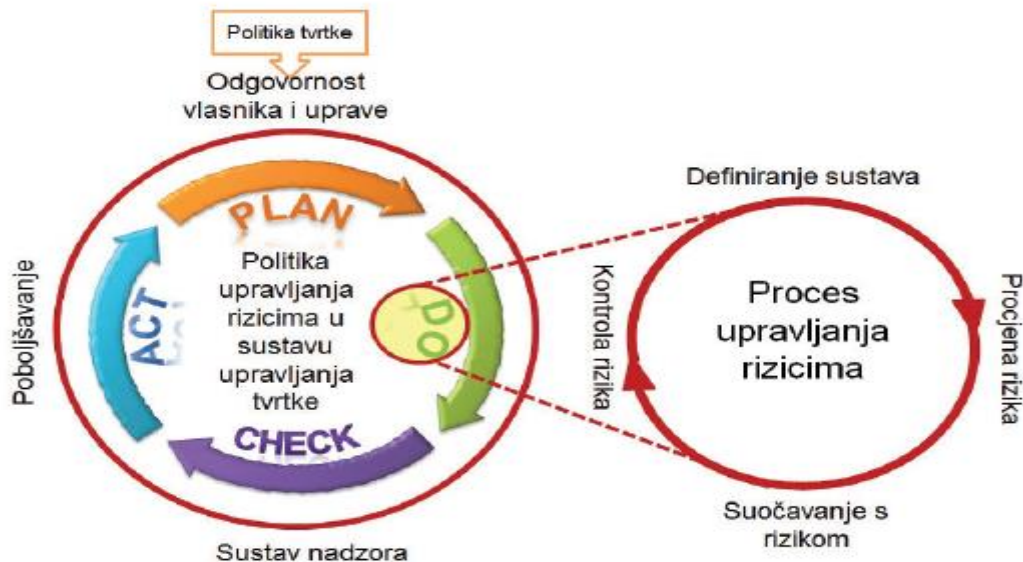 Politika tvrtke
Odgovornost
vlasnika i uprave
PLAN
DO
CHECK
ACT
Politika
upravljanja
rizicima u
sustavu
upravljanja
tvrtke
Poboljšavanje
Sustav nadzora
Definiranje sustava
Procjena rizika
Suočavanje s
rizikom
Kontrola rizika
Proces
upravljanja
rizicima